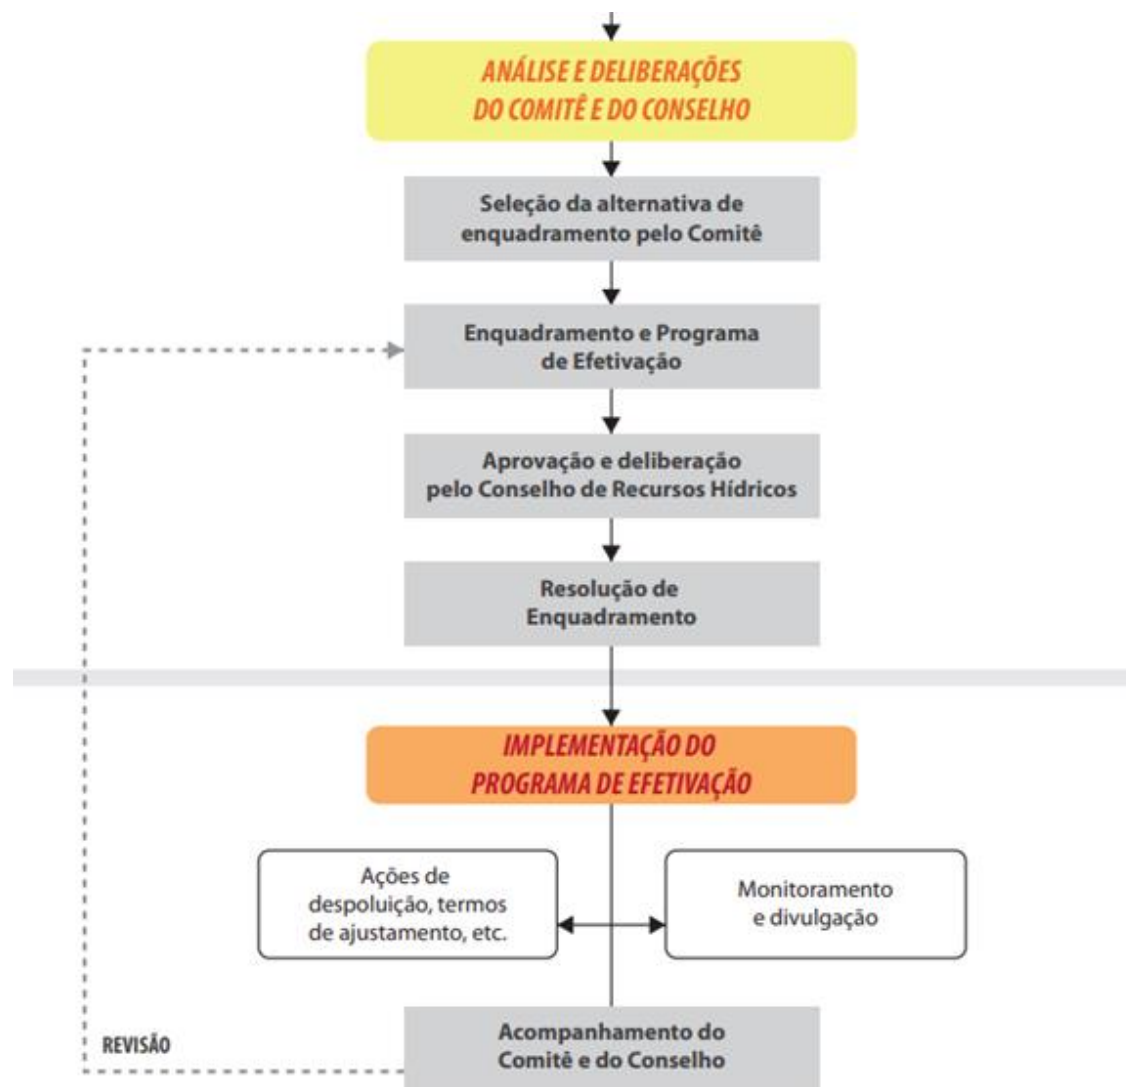 ANÁLISE E DELIBERAÇÕES
DO COMITÊ E DO CONSELHO
Seleção da alternativa de
enquadramento pelo Comitê
Enquadramento e Programa
de Efetivação
Aprovação e deliberação
pelo Conselho de Recursos Hídricos
Resolução de
Enquadramento
IMPLEMENTAÇÃO DO
PROGRAMA DE EFETIVAÇÃO
Ações de
despoluição, termos
de ajustamento, etc.
Monitoramento
e divulgação
REVISÃO
Acompanhamento do
Comitê e do Conselho